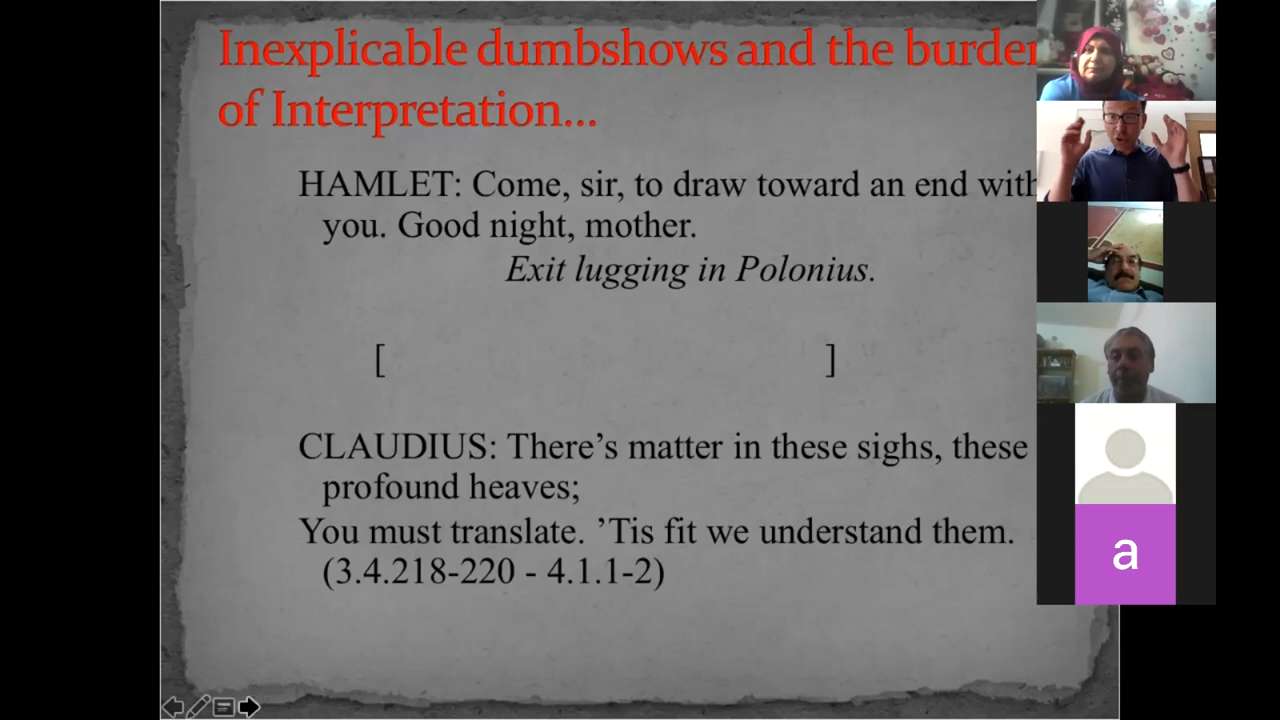 Inexplicable dumbshows and the burden
of Interpretation...
HAMLET: Come, sir, to draw toward an end with
you. Good night, mother.
Exit lugging in Polonius.
[ ]
CLAUDIUS: There’s matter in these sighs, these
profound heaves;
You must translate. ’Tis fit we understand them.
(3.4.218-220 - 4.1.1-2)
a